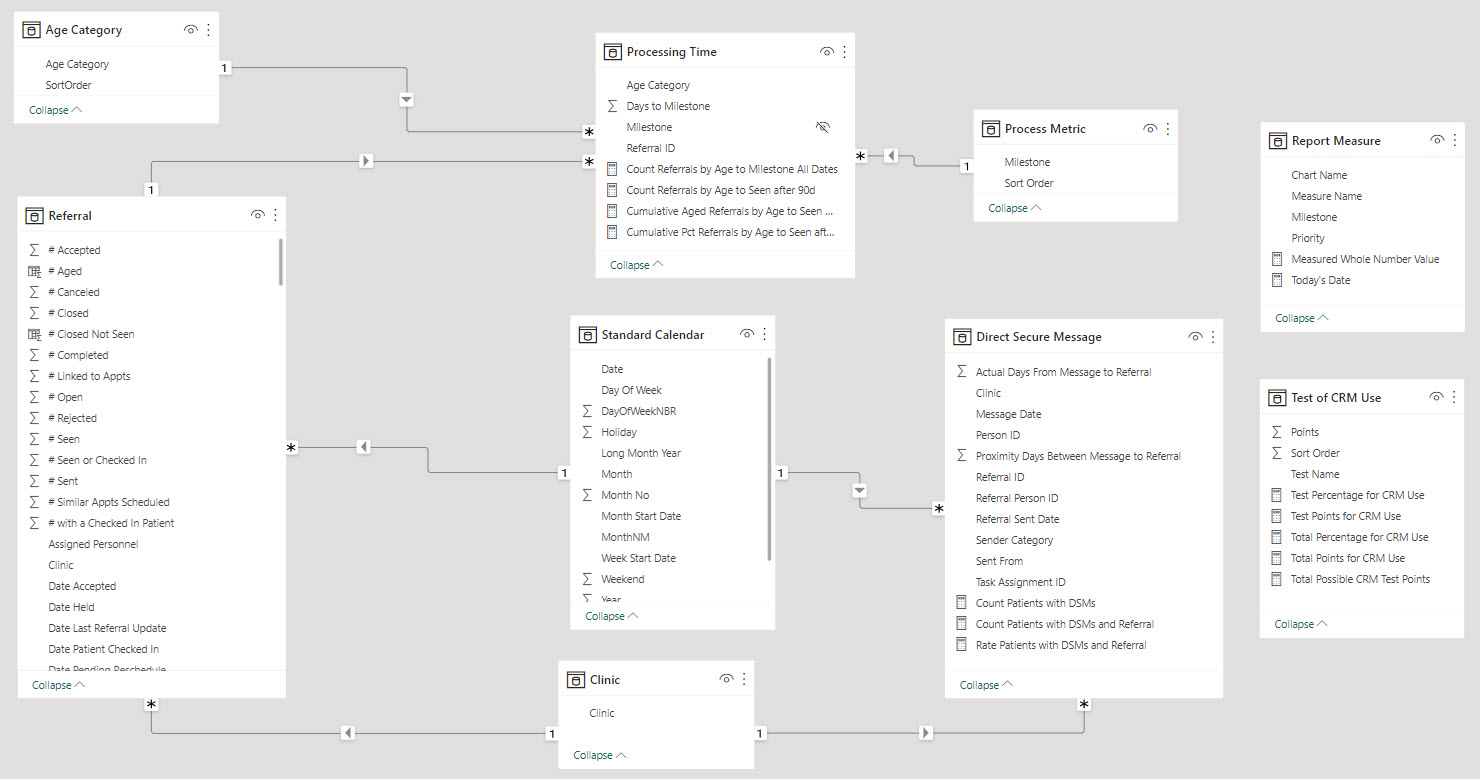 Age Category
Age Category
SortOrder
Collapse
1
*
Processing Time
Age Category
Days to Milestone
Milestone
Referral ID
Count Referrals by Age to Milestone All Dates
Count Referrals by Age to Seen after 90d
Cumulative Aged Referrals by Age to Seen ...
Cumulative Pct Referrals by Age to Seen aft...
Collapse
*
1
*
1
Process Metric
Milestone
Sort Order
Collapse
Report Measure
Chart Name
Measure Name
Milestone
Priority
Measured Whole Number Value
Today's Date
Collapse
Referral
# Accepted
# Aged
# Canceled
# Closed
# Closed Not Seen
# Completed
# Linked to Appts
# Open
# Rejected
# Seen
# Seen or Checked In
# Sent
# Similar Appts Scheduled
# with a Checked In Patient
Assigned Personnel
Clinic
Date Accepted
Date Held
Date Last Referral Update
Date Patient Checked In
Date Pending Reschedule
Collapse
*
1
Standard Calendar
Date
Day Of Week
DayOfWeekNBR
Holiday
Long Month Year
Month
Month No
Month Start Date
MonthNM
Week Start Date
Weekend
Year
Collapse
1
*
Direct Secure Message
Actual Days From Message to Referral
Clinic
Message Date
Person ID
Proximity Days Between Message to Referral
Referral ID
Referral Person ID
Referral Sent Date
Sender Category
Sent From
Task Assignment ID
Count Patients with DSMs
Count Patients with DSMs and Referral
Rate Patients with DSMs and Referral
Collapse
Test of CRM Use
Points
Sort Order
Test Name
Test Percentage for CRM Use
Test Points for CRM Use
Total Percentage for CRM Use
Total Points for CRM Use
Total Possible CRM Test Points
Collapse
*
1
Clinic
Clinic
Collapse
1
*